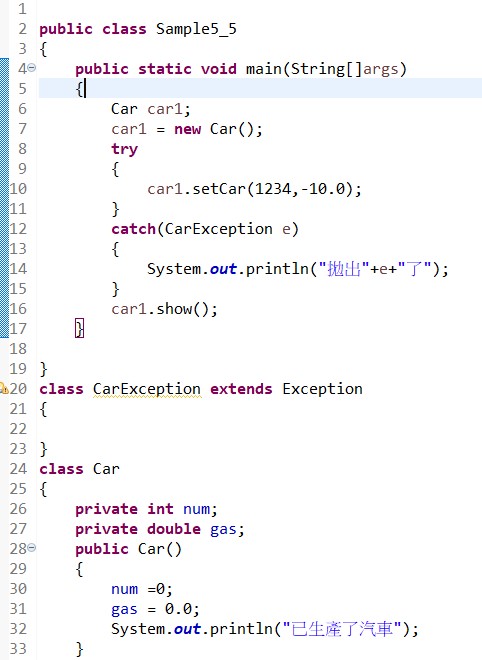 1
2 public class Sample5_5
3 {
4 public static void main(String[]args)
5 {
6 Car car1;
7 car1 = new Car();
8 try
9 {
10 car1.setCar(1234,-10.0);
11 }
12 catch(CarException e)
13 {
14 System.out.println("拋出"+e+"了");
15 }
16 car1.show();
17 }
18
19 }
20 class CarException extends Exception
21 {
22
23 }
24 class Car
25 {
26 private int num;
27 private double gas;
28 public Car()
29 {
30 num =0;
31 gas = 0.0;
32 System.out.println("已生產了汽車");
33 }